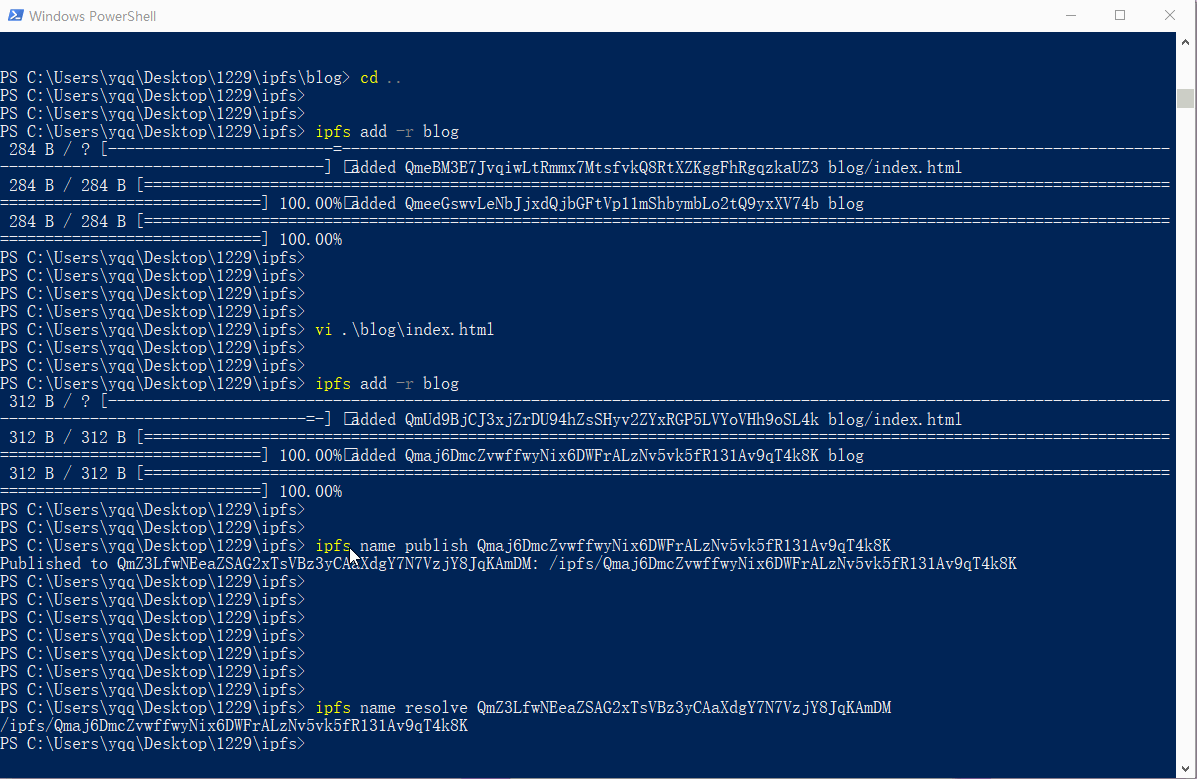 Windows PowerShell
PS C:\Users\yqq\Desktop\1229\ipfs\blog> cd ..
PS C:\Users\yqq\Desktop\1229\ipfs>
PS C:\Users\yqq\Desktop\1229\ipfs>
PS C:\Users\yqq\Desktop\1229\ipfs> ipfs add -r blog
284 B / ? [-------------------------=--------------------------------------------------------------------------------------------
------------------------------------] □added QmeBM3E7JvqiwLtRmmx7MtsfvkQ8RtXZKggFhRgqzkaUZ3 blog/index.html
284 B / 284 B [==================================================================================================================
=============================] 100.00%□added QmeeGswvLeNbJjxdQjbGFtVp11mShbymbLo2tQ9yxXV74b blog
284 B / 284 B [==================================================================================================================
=============================] 100.00%
PS C:\Users\yqq\Desktop\1229\ipfs>
PS C:\Users\yqq\Desktop\1229\ipfs>
PS C:\Users\yqq\Desktop\1229\ipfs>
PS C:\Users\yqq\Desktop\1229\ipfs>
PS C:\Users\yqq\Desktop\1229\ipfs> vi .\blog\index.html
PS C:\Users\yqq\Desktop\1229\ipfs>
PS C:\Users\yqq\Desktop\1229\ipfs>
PS C:\Users\yqq\Desktop\1229\ipfs> ipfs add -r blog
312 B / ? [----------------------------------------------------------------------------------------------------------------------
----------------------------------=-] □added QmUd9BjCJ3xjZrDU94hZsSHyv2ZYxRGP5LVYoVHh9oSL4k blog/index.html
312 B / 312 B [==================================================================================================================
=============================] 100.00%□added Qmaj6DmcZvwffwyNix6DWFrALzNv5vk5fR131Av9qT4k8K blog
312 B / 312 B [==================================================================================================================
=============================] 100.00%
PS C:\Users\yqq\Desktop\1229\ipfs>
PS C:\Users\yqq\Desktop\1229\ipfs>
PS C:\Users\yqq\Desktop\1229\ipfs> ipfs name publish Qmaj6DmcZvwffwyNix6DWFrALzNv5vk5fR131Av9qT4k8K
Published to QmZ3LfwNEeaZSAG2xTsVBz3yCAaXdgY7N7VzjY8JqKAmDM: /ipfs/Qmaj6DmcZvwffwyNix6DWFrALzNv5vk5fR131Av9qT4k8K
PS C:\Users\yqq\Desktop\1229\ipfs>
PS C:\Users\yqq\Desktop\1229\ipfs>
PS C:\Users\yqq\Desktop\1229\ipfs>
PS C:\Users\yqq\Desktop\1229\ipfs>
PS C:\Users\yqq\Desktop\1229\ipfs>
PS C:\Users\yqq\Desktop\1229\ipfs>
PS C:\Users\yqq\Desktop\1229\ipfs>
PS C:\Users\yqq\Desktop\1229\ipfs> ipfs name resolve QmZ3LfwNEeaZSAG2xTsVBz3yCAaXdgY7N7VzjY8JqKAmDM
/ipfs/Qmaj6DmcZvwffwyNix6DWFrALzNv5vk5fR131Av9qT4k8K
PS C:\Users\yqq\Desktop\1229\ipfs>